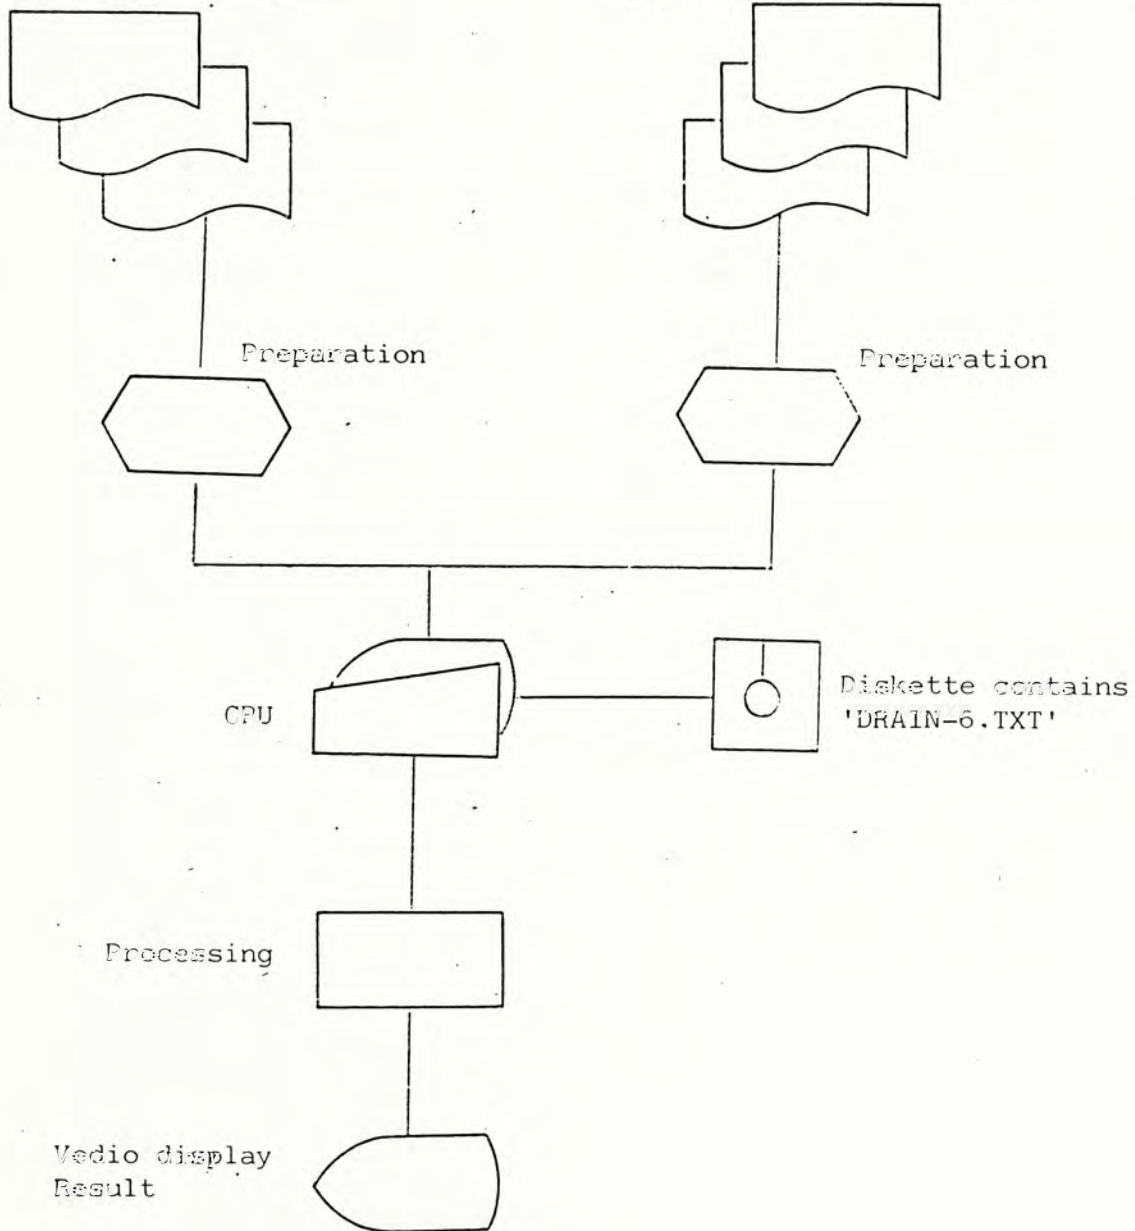 Preparation
Preparation
CPU
Diskette contains
'DRAIN-6.TXT'
Processing
Vedio display
Result